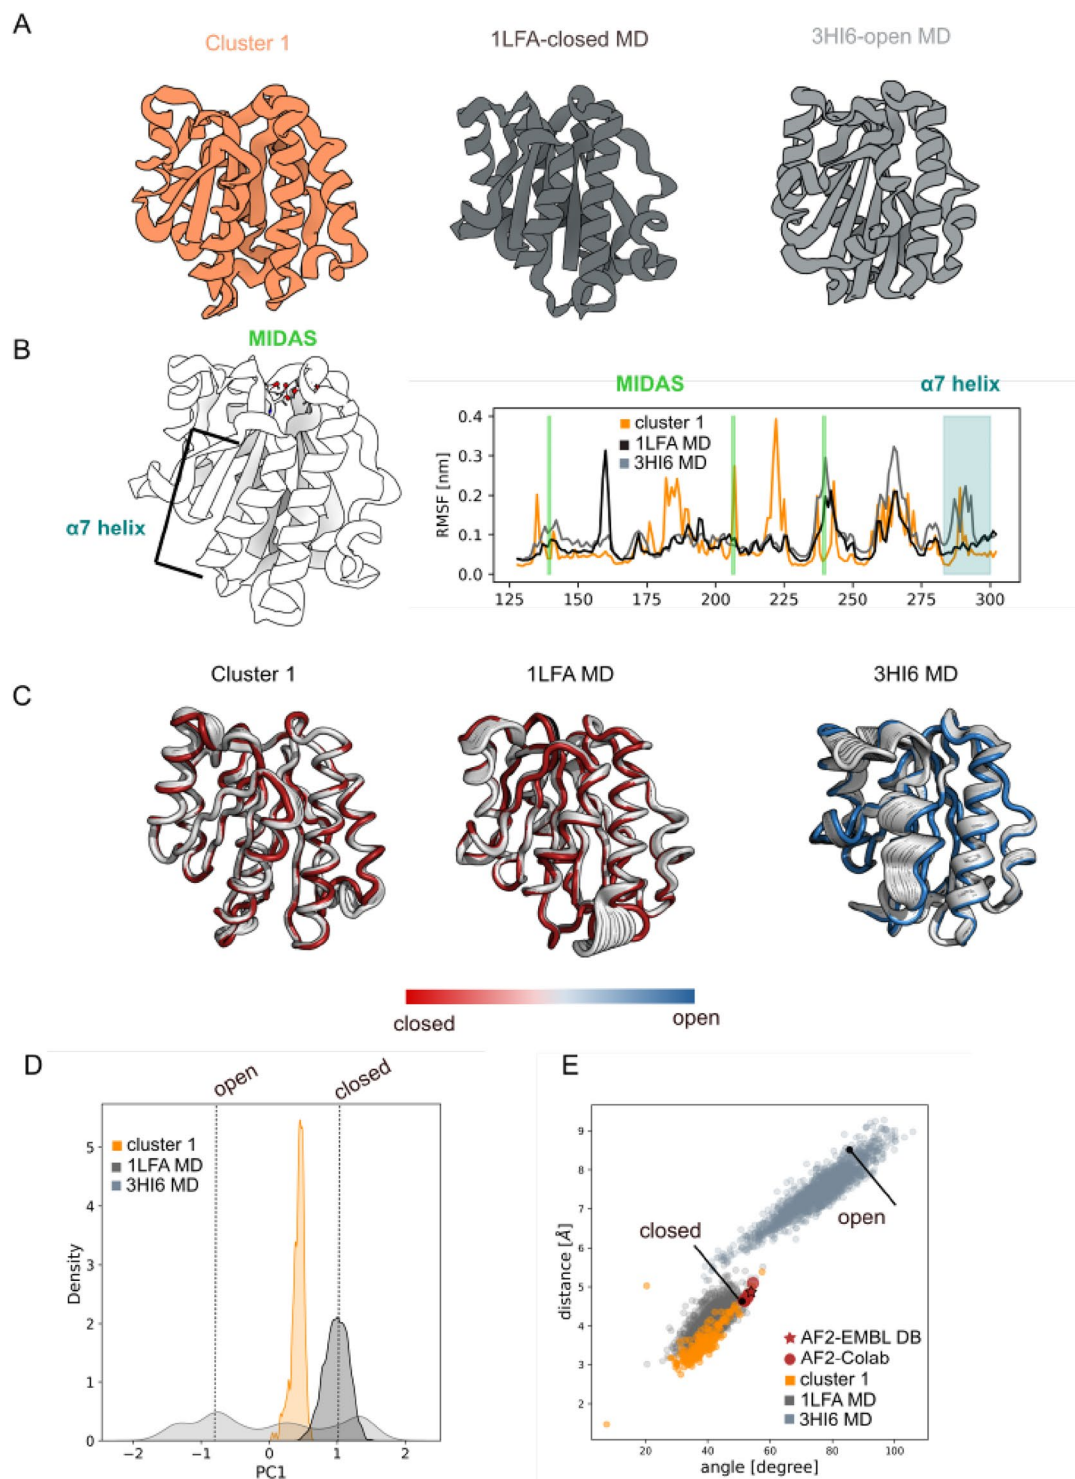 A
Cluster 1
1LFA-closed MD
3HI6-open MD
B
MIDAS
α7 helix
MIDAS
α7 helix
cluster 1
1LFA MD
3HI6 MD
RMSF [nm]
0.4
0.3
0.2
0.1
0.0
125 150 175 200 225 250 275 300
C
Cluster 1
1LFA MD
3HI6 MD
closed
open
D
open
closed
cluster 1
1LFA MD
3HI6 MD
Density
5
4
3
2
1
0
−2 −1 0 1 2
PC1
E
closed
open
distance [Å]
9
8
7
6
5
4
3
2
AF2-EMBL DB
AF2-Colab
cluster 1
1LFA MD
3HI6 MD
20 40 60 80 100
angle [degree]